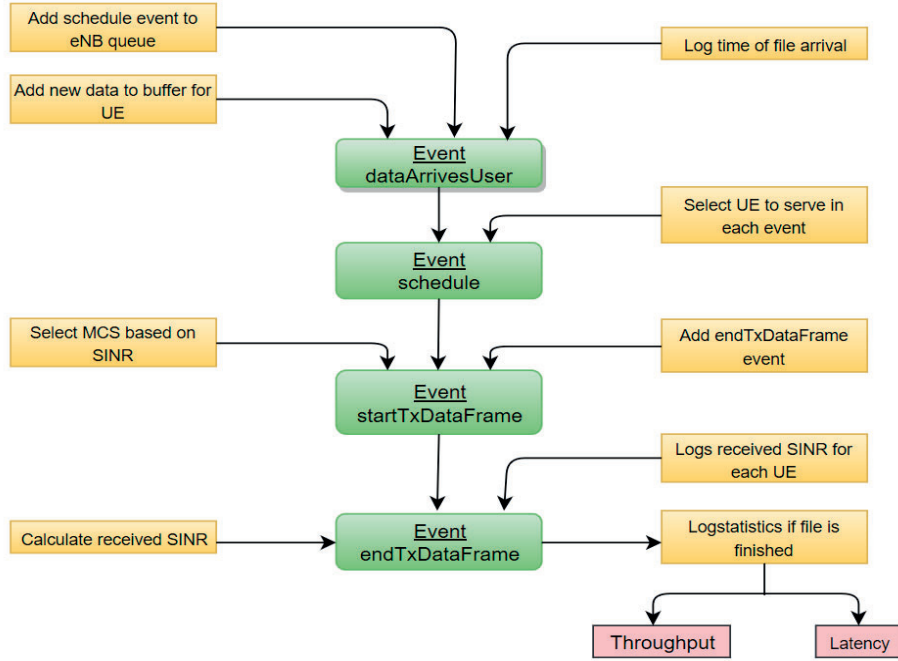 Add schedule event to
eNB queue
Log time of file arrival
Add new data to buffer for
UE
Event
dataArrivesUser
Select UE to serve in
each event
Event
schedule
Select MCS based on
SINR
Add endTxDataFrame
event
Event
startTxDataFrame
Logs received SINR for
each UE
Calculate received SINR
Event
endTxDataFrame
Logstatistics if file is
finished
Throughput
Latency